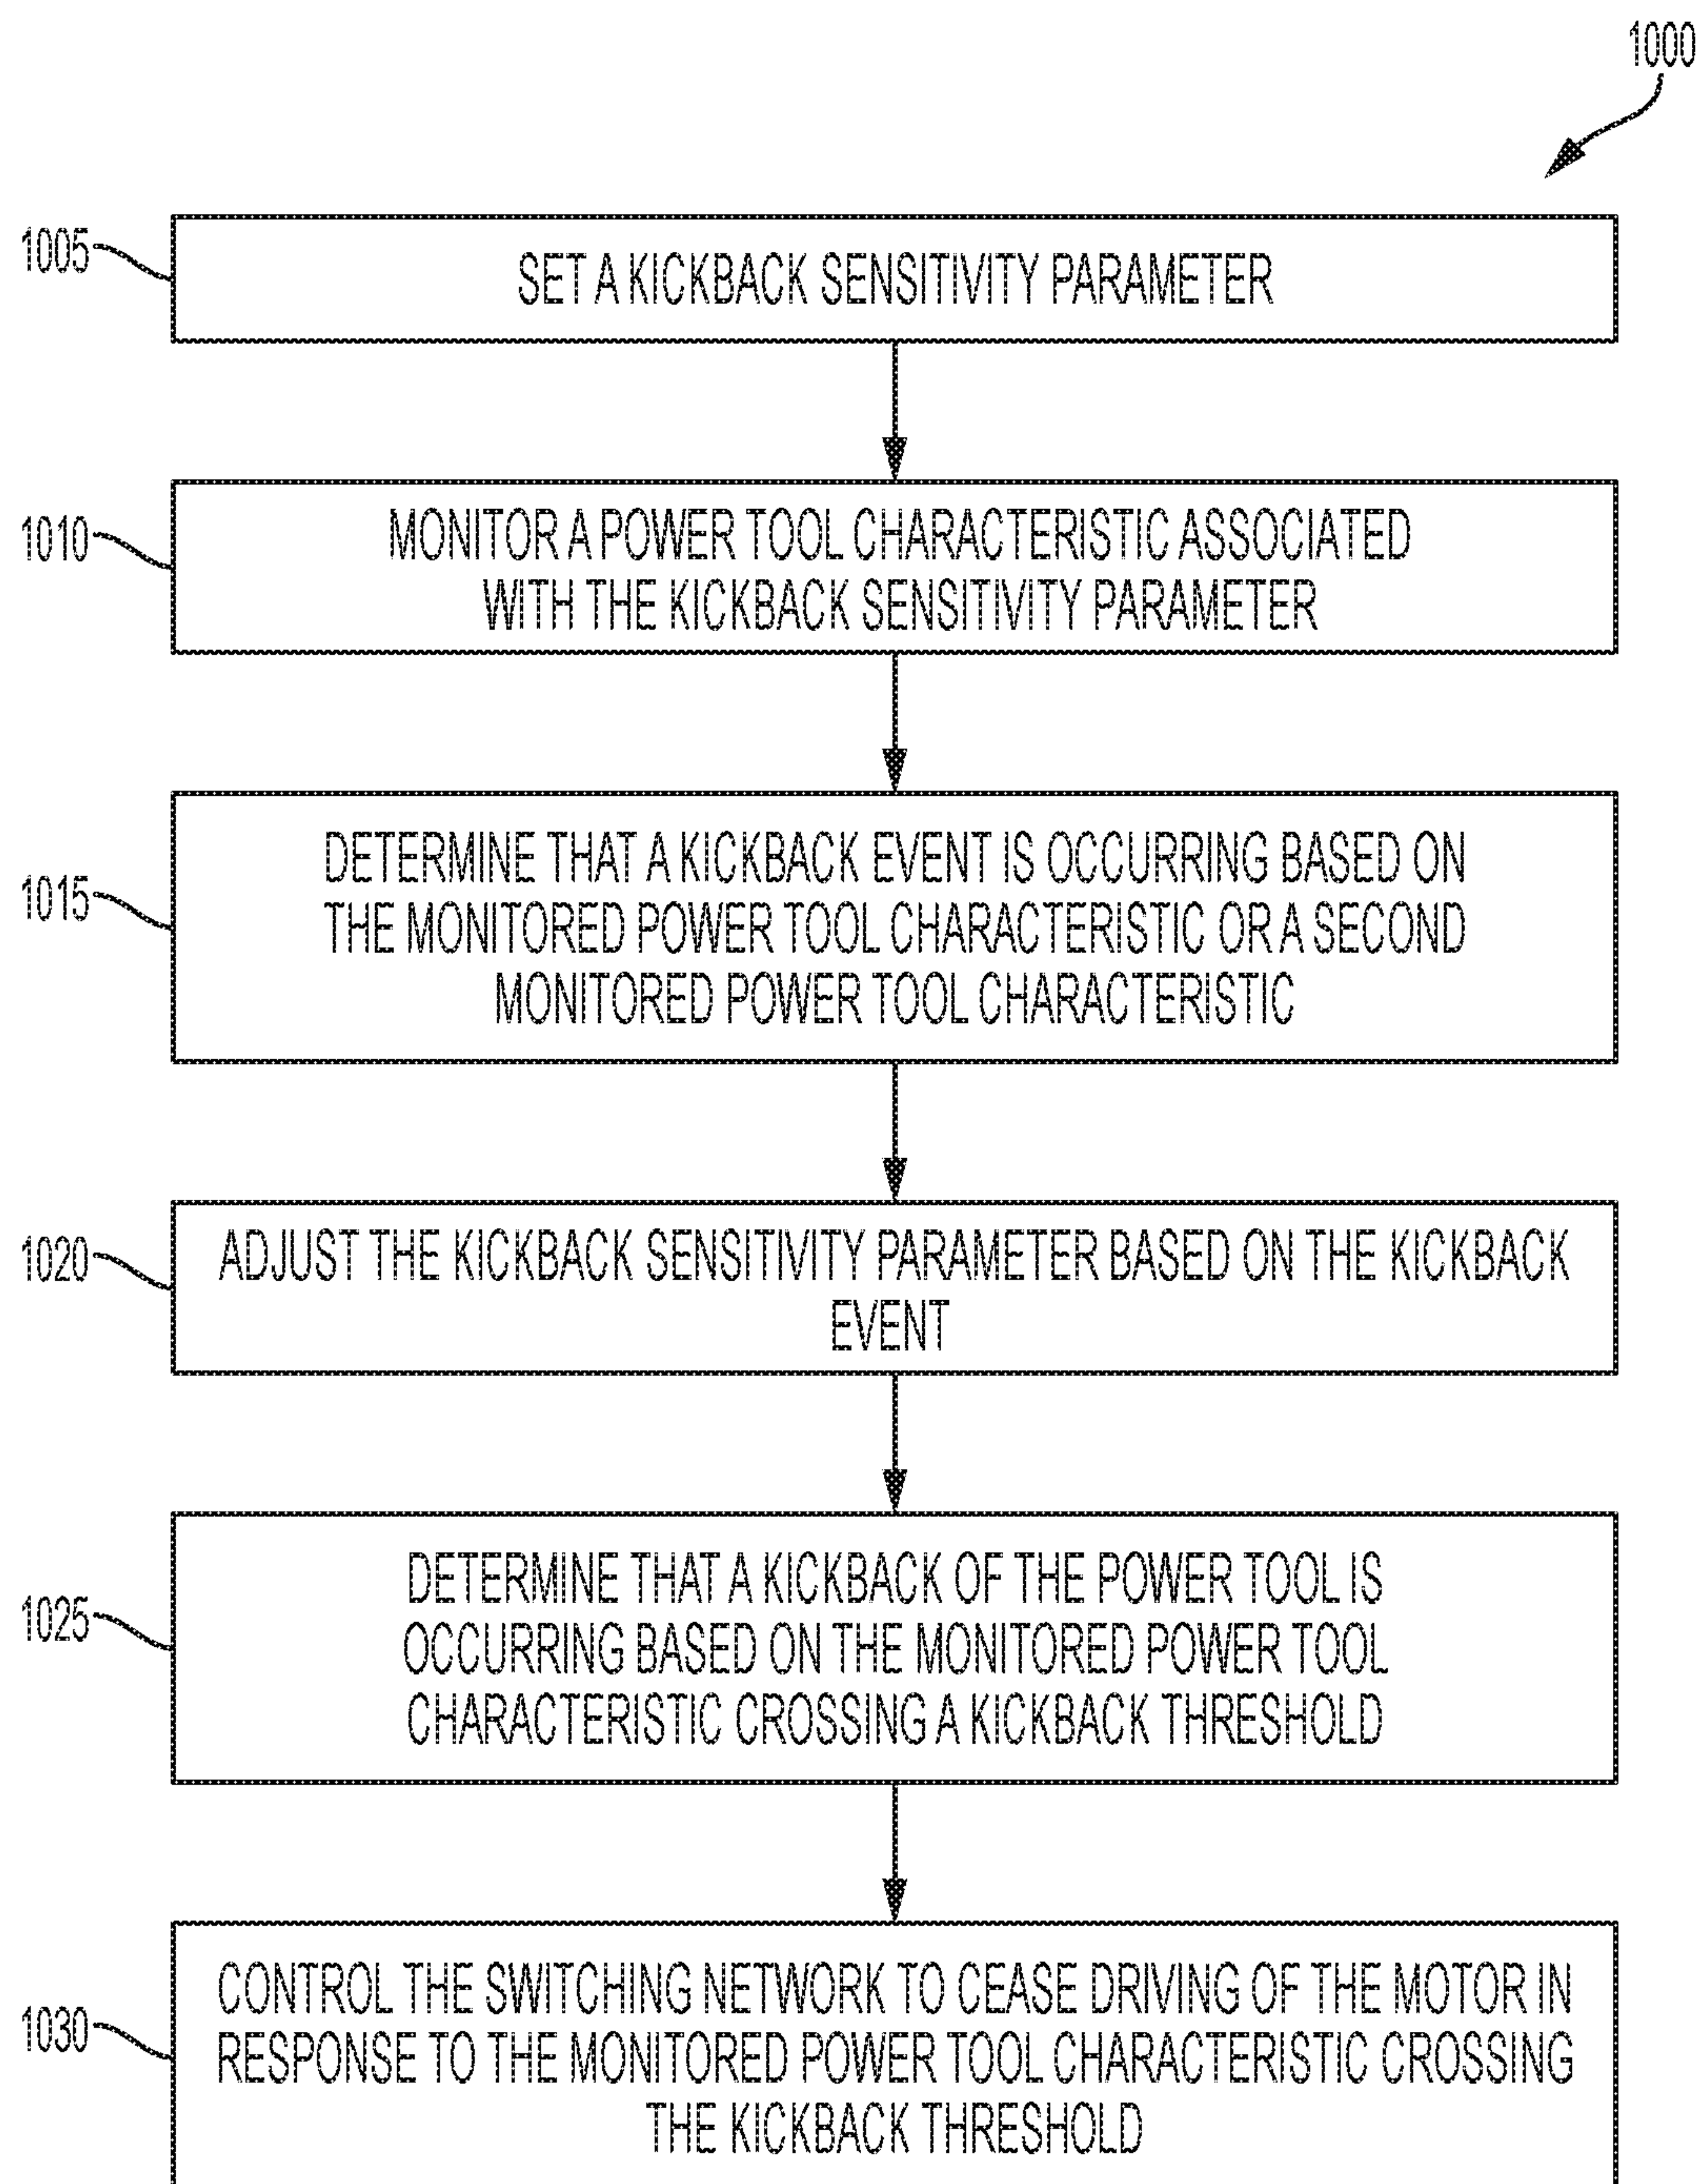 1000
1005
SET A KICKBACK SENSITIVITY PARAMETER
1010
MONITOR A POWER TOOL CHARACTERISTIC ASSOCIATED
WITH THE KICKBACK SENSITIVITY PARAMETER
1015
DETERMINE THAT A KICKBACK EVENT IS OCCURRING BASED ON
THE MONITORED POWER TOOL CHARACTERISTIC OR A SECOND
MONITORED POWER TOOL CHARACTERISTIC
1020
ADJUST THE KICKBACK SENSITIVITY PARAMETER BASED ON THE KICKBACK
EVENT
1025
DETERMINE THAT A KICKBACK OF THE POWER TOOL IS
OCCURRING BASED ON THE MONITORED POWER TOOL
CHARACTERISTIC CROSSING A KICKBACK THRESHOLD
1030
CONTROL THE SWITCHING NETWORK TO CEASE DRIVING OF THE MOTOR IN
RESPONSE TO THE MONITORED POWER TOOL CHARACTERISTIC CROSSING
THE KICKBACK THRESHOLD